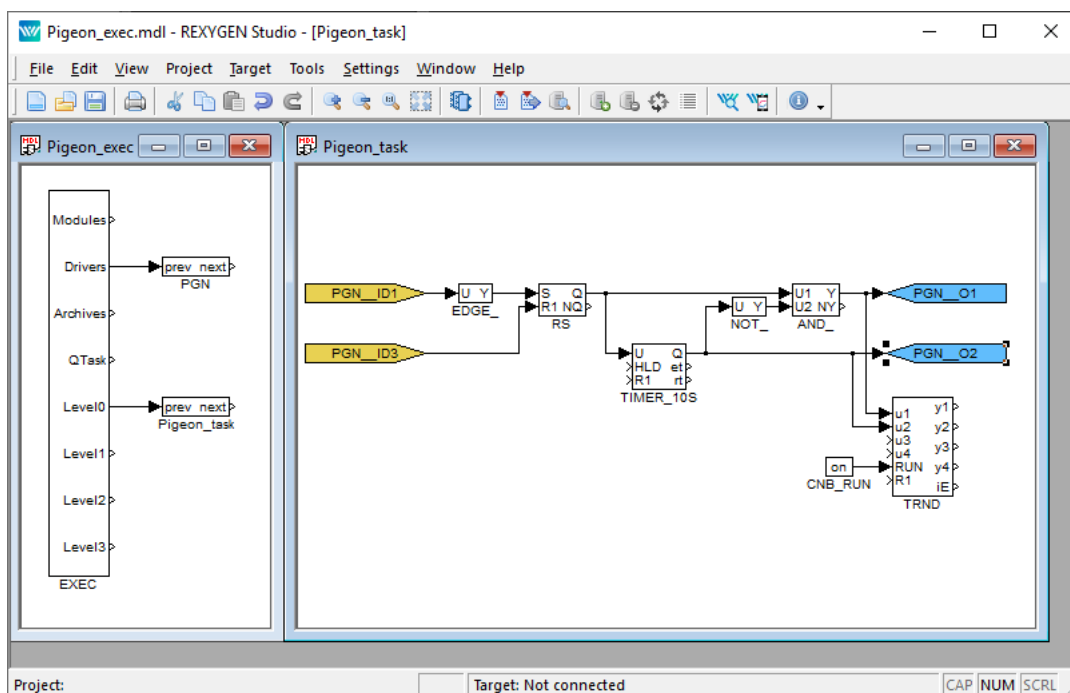 Pigeon_exec.mdl - REXYGEN Studio - [Pigeon_task]
File Edit View Project Target Tools Settings Window Help
Pigeon_exec
Modules
Drivers
prev next
PGN
Archives
QTask
Level0
prev next
Pigeon_task
Level1
Level2
Level3
EXEC
Pigeon_task
PGN__ID1
U Y
EDGE_
S Q
R1 NQ
RS
U Y
NOT_
U1 Y
U2 NY
AND_
PGN__O1
PGN__ID3
U Q
HLD et
R1 rt
TIMER_10S
PGN__O2
on
CNB_RUN
u1 y1
u2 y2
u3 y3
u4
RUN y4
R1 iE
TRND
Project:
Target: Not connected
CAP NUM SCRL